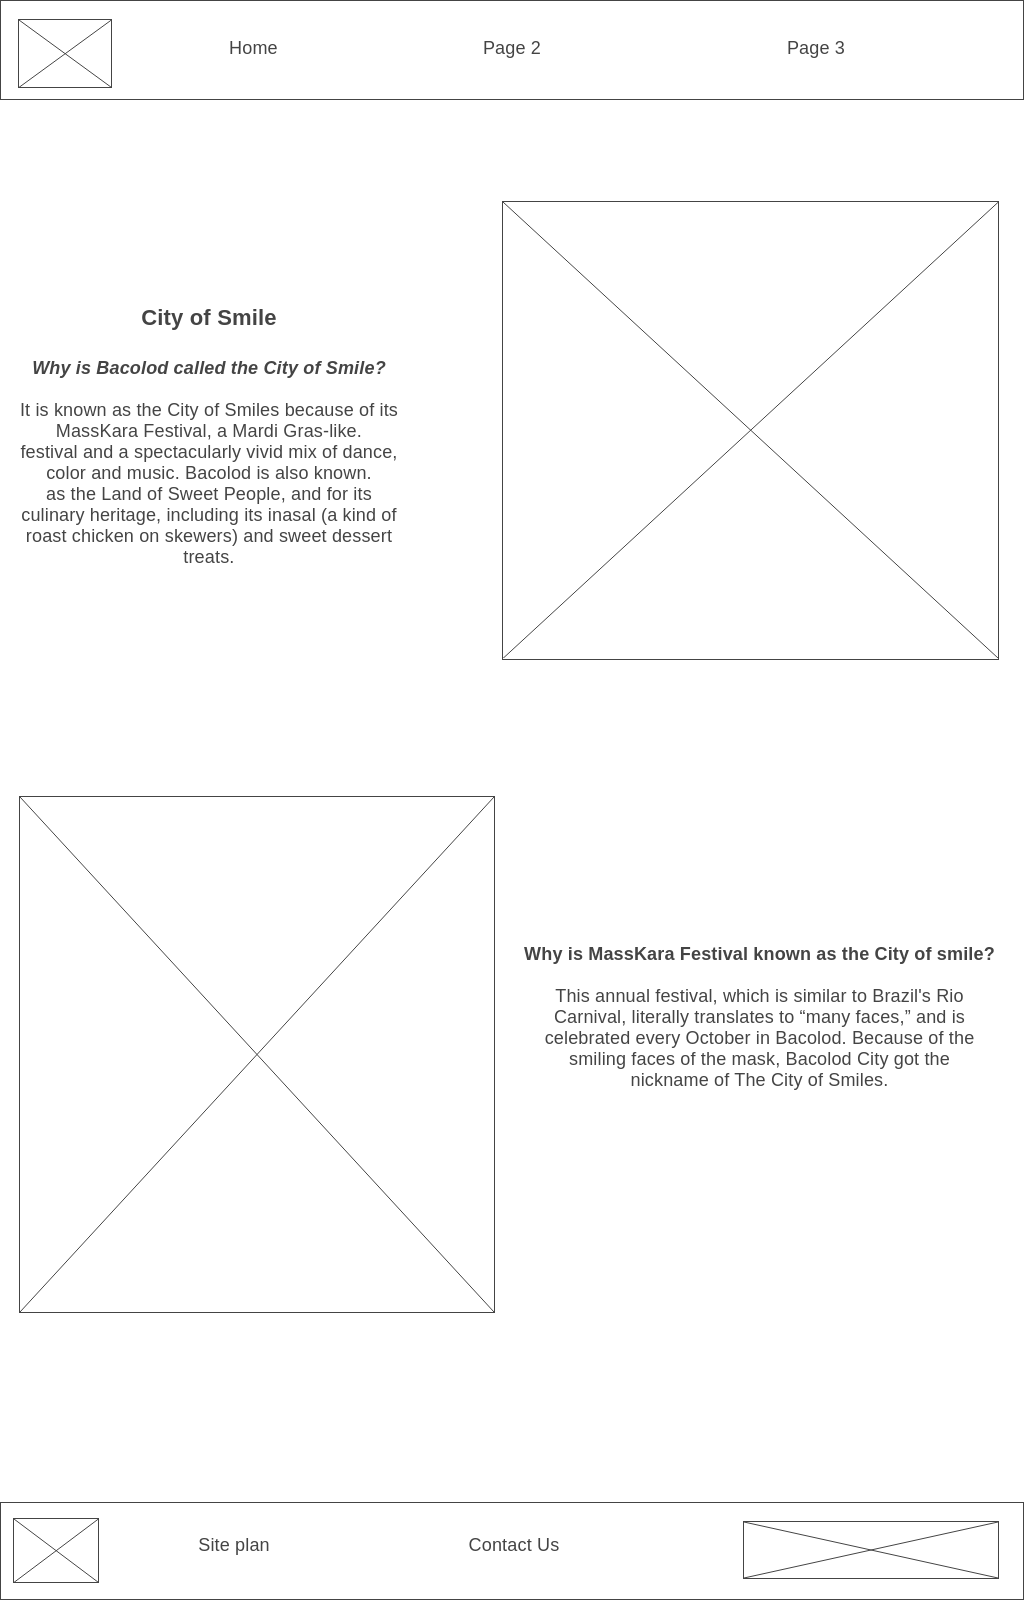 Home
Page 2
Page 3
City of Smile
Why is Bacolod called the City of Smile?
It is known as the City of Smiles because of its
MassKara Festival, a Mardi Gras-like.
festival and a spectacularly vivid mix of dance,
color and music. Bacolod is also known.
as the Land of Sweet People, and for its
culinary heritage, including its inasal (a kind of
roast chicken on skewers) and sweet dessert
treats.
Why is MassKara Festival known as the City of smile?
This annual festival, which is similar to Brazil's Rio
Carnival, literally translates to “many faces,” and is
celebrated every October in Bacolod. Because of the
smiling faces of the mask, Bacolod City got the
nickname of The City of Smiles.
Site plan
Contact Us